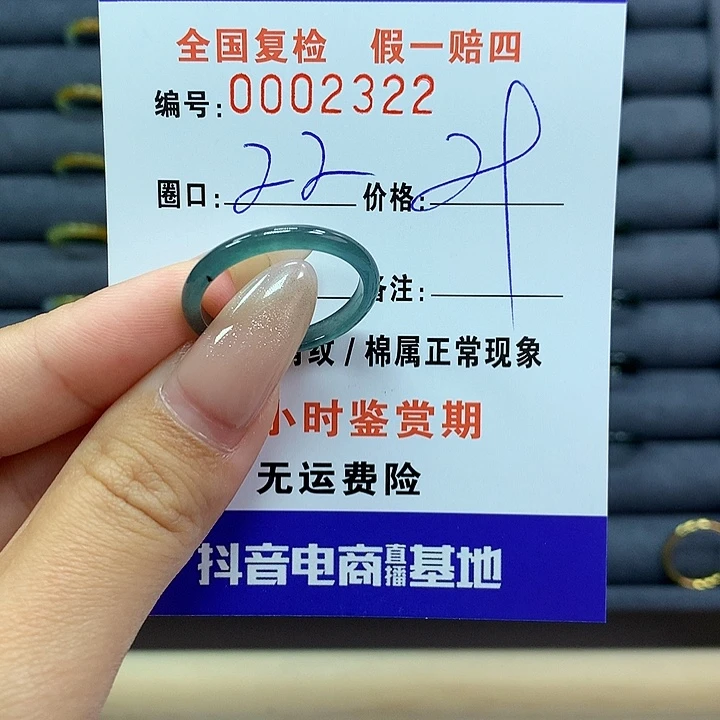 全国复检 假一赔四
编号:0002322
圈口:22 价格:29
备注:
纹/棉属正常现象
小时鉴赏期
无运费险
抖音电商直播基地